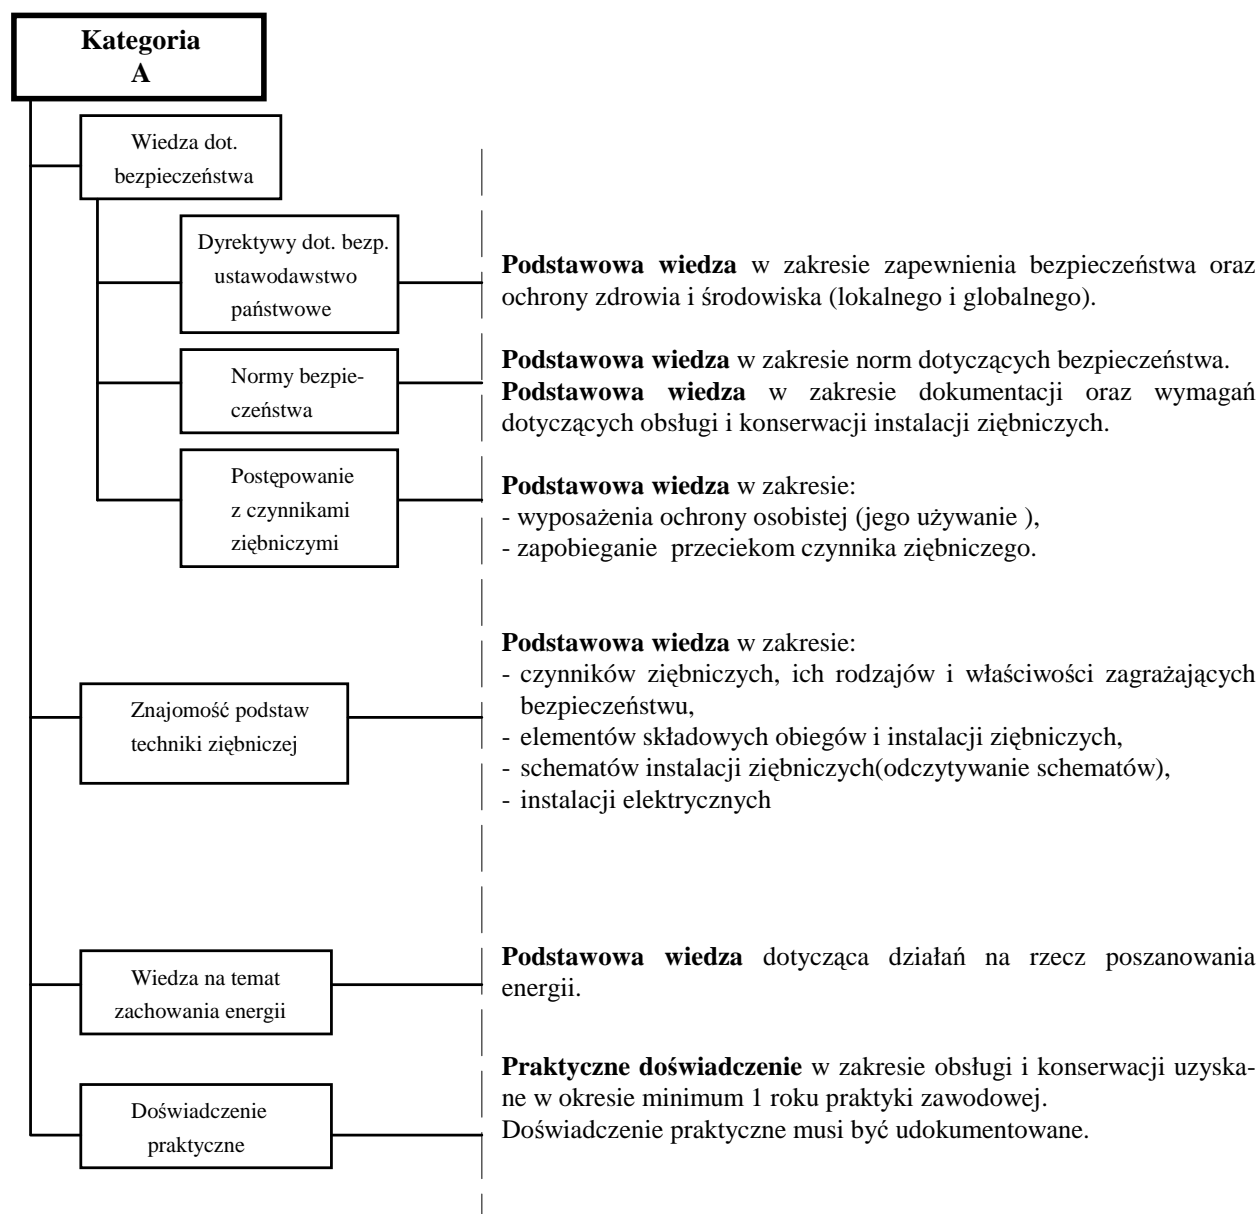 Kategoria
A
Wiedza dot.
bezpieczeństwa
Dyrektywy dot. bezp.
ustawodawstwo
państwowe
Podstawowa wiedza w zakresie zapewnienia bezpieczeństwa oraz
ochrony zdrowia i środowiska (lokalnego i globalnego).
Normy bezpie-
czeństwa
Podstawowa wiedza w zakresie norm dotyczących bezpieczeństwa.
Podstawowa wiedza w zakresie dokumentacji oraz wymagań
dotyczących obsługi i konserwacji instalacji ziębniczych.
Postępowanie
z czynnikami
ziębniczymi
Podstawowa wiedza w zakresie:
- wyposażenia ochrony osobistej (jego używanie ),
- zapobieganie przeciekom czynnika ziębniczego.
Znajomość podstaw
techniki ziębniczej
Podstawowa wiedza w zakresie:
- czynników ziębniczych, ich rodzajów i właściwości zagrażających
bezpieczeństwu,
- elementów składowych obiegów i instalacji ziębniczych,
- schematów instalacji ziębniczych(odczytywanie schematów),
- instalacji elektrycznych
Wiedza na temat
zachowania energii
Podstawowa wiedza dotycząca działań na rzecz poszanowania
energii.
Doświadczenie
praktyczne
Praktyczne doświadczenie w zakresie obsługi i konserwacji uzyska-
ne w okresie minimum 1 roku praktyki zawodowej.
Doświadczenie praktyczne musi być udokumentowane.